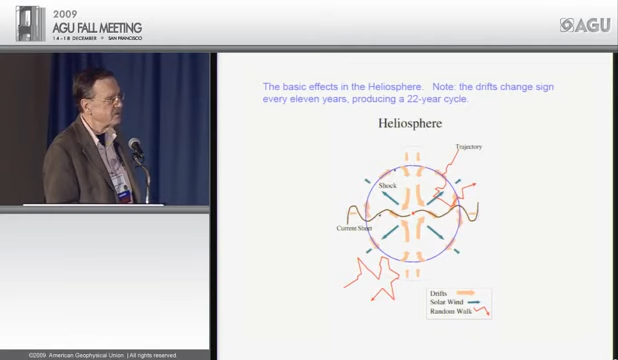 2009
AGU FALL MEETING
14 - 18 DECEMBER • SAN FRANCISCO
AGU
The basic effects in the Heliosphere. Note: the drifts change sign
every eleven years, producing a 22-year cycle.
Heliosphere
Trajectory
Shock
Current Sheet
Drifts
Solar Wind
Random Walk
©2009. American Geophysical Union | All rights reserved.